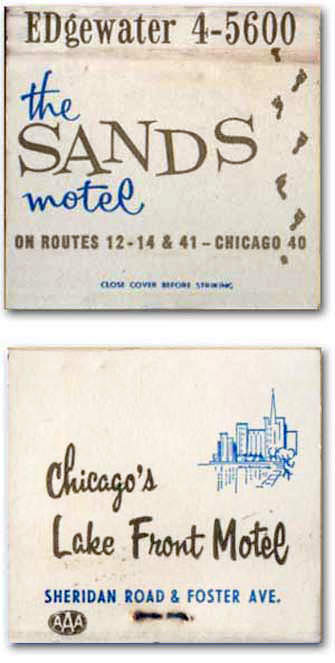 EDgewater 4-5600
the
SANDS
motel
ON ROUTES 12-14 & 41 - CHICAGO 40
CLOSE COVER BEFORE STRIKING
Chicago's
Lake Front Motel
SHERIDAN ROAD & FOSTER AVE.
AAA